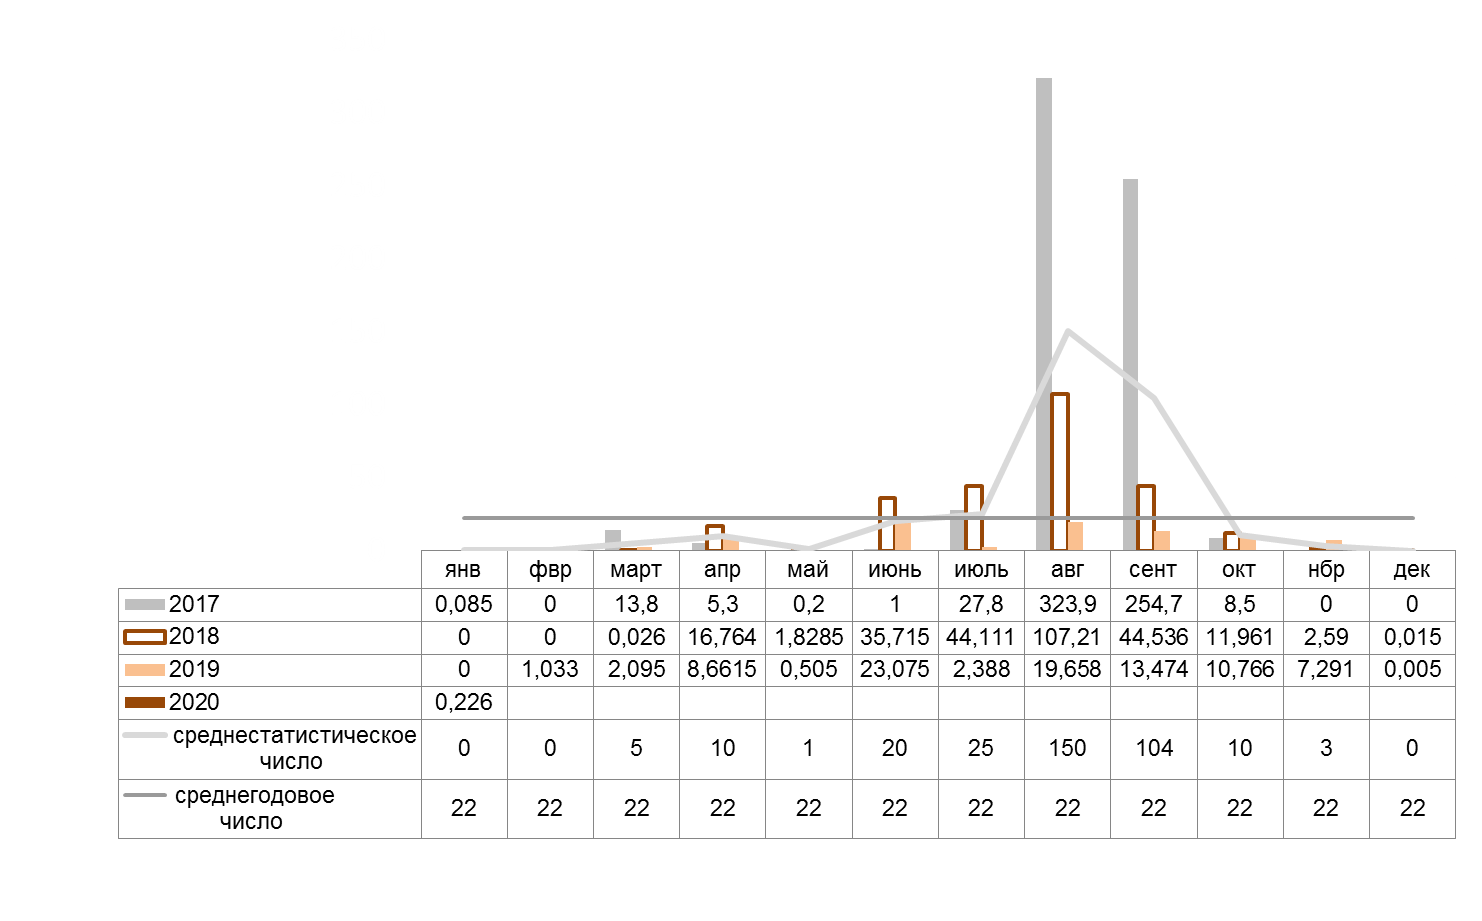 янв фвр март апр май июнь июль авг сент окт нбр дек
2017 0,085 0 13,8 5,3 0,2 1 27,8 323,9 254,7 8,5 0 0
2018 0 0 0,026 16,764 1,8285 35,715 44,111 107,21 44,536 11,961 2,59 0,015
2019 0 1,033 2,095 8,6615 0,505 23,075 2,388 19,658 13,474 10,766 7,291 0,005
2020 0,226
среднестатистическое
число 0 0 5 10 1 20 25 150 104 10 3 0
среднегодовое
число 22 22 22 22 22 22 22 22 22 22 22 22